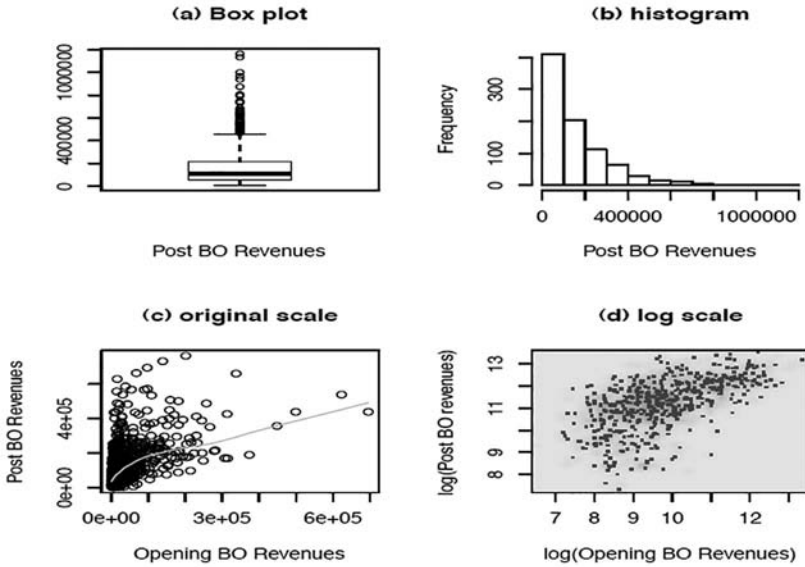 (a) Box plot
0 400000 1000000
Post BO Revenues
(b) histogram
Frequency
0 100 300
0 400000 1000000
Post BO Revenues
(c) original scale
Post BO Revenues
0e+00 4e+05
0e+00 3e+05 6e+05
Opening BO Revenues
(d) log scale
log(Post BO revenues)
8 9 11 13
7 8 9 10 12
log(Opening BO Revenues)